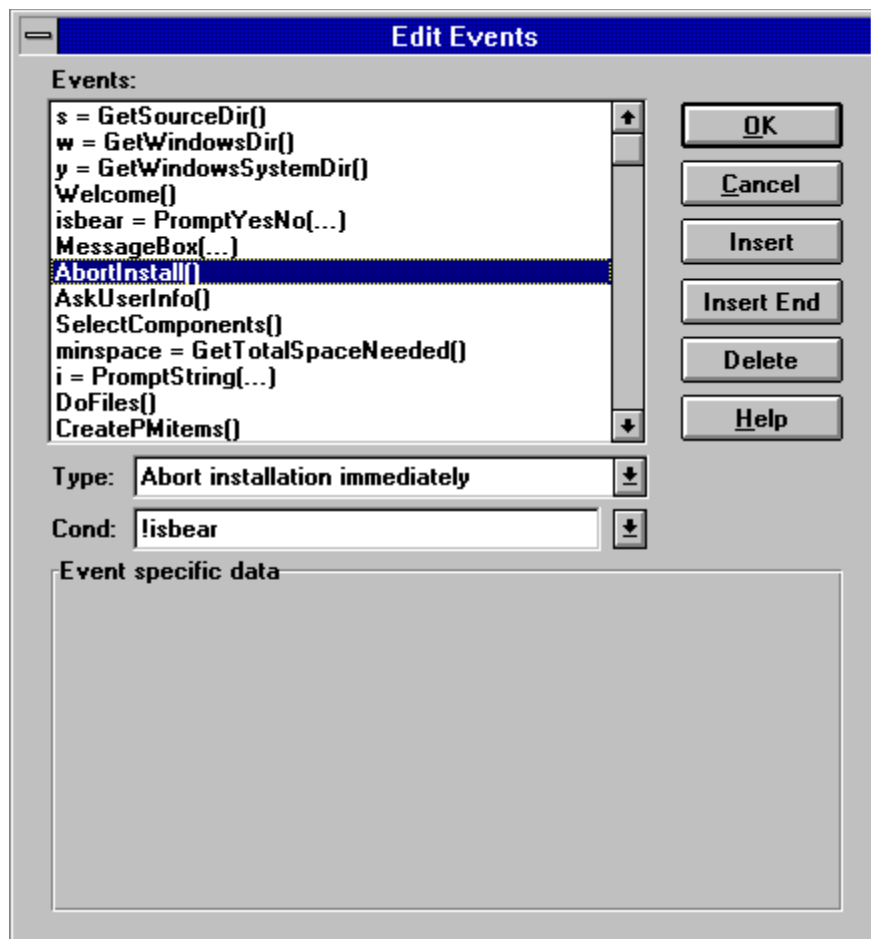 Edit Events
Events:
s = GetSourceDir()
w = GetWindowsDir()
y = GetWindowsSystemDir()
Welcome()
isbear = PromptYesNo(...)
MessageBox(...)
AbortInstall()
AskUserInfo()
SelectComponents()
minspace = GetTotalSpaceNeeded()
i = PromptString(...)
DoFiles()
CreatePMitems()
OK
Cancel
Insert
Insert End
Delete
Help
Type: Abort installation immediately
Cond: !isbear
Event specific data